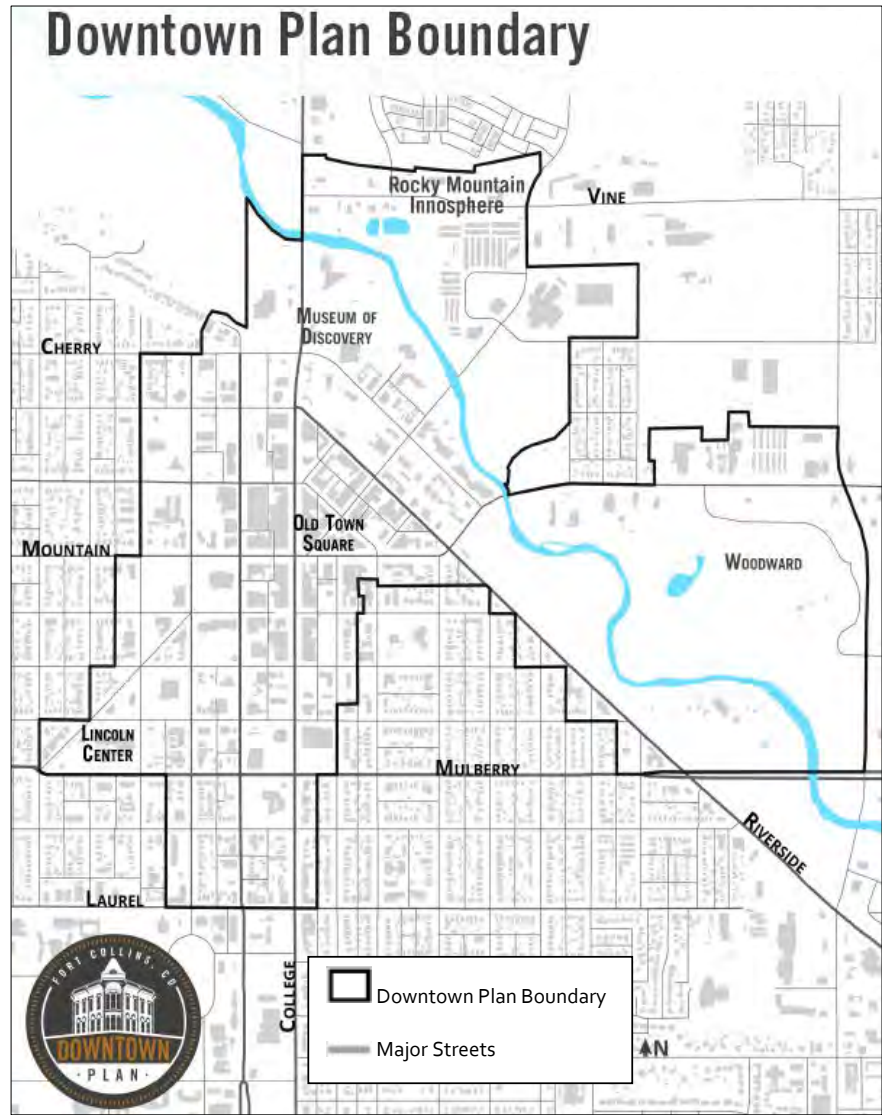 Downtown Plan Boundary
Rocky Mountain
Innosphere
VINE
MUSEUM OF
DISCOVERY
CHERRY
OLD TOWN
SQUARE
MOUNTAIN
WOODWARD
LINCOLN
CENTER
MULBERRY
RIVERSIDE
LAUREL
COLLEGE
FORT COLLINS, CO
DOWNTOWN
· PLAN ·
Downtown Plan Boundary
Major Streets
N